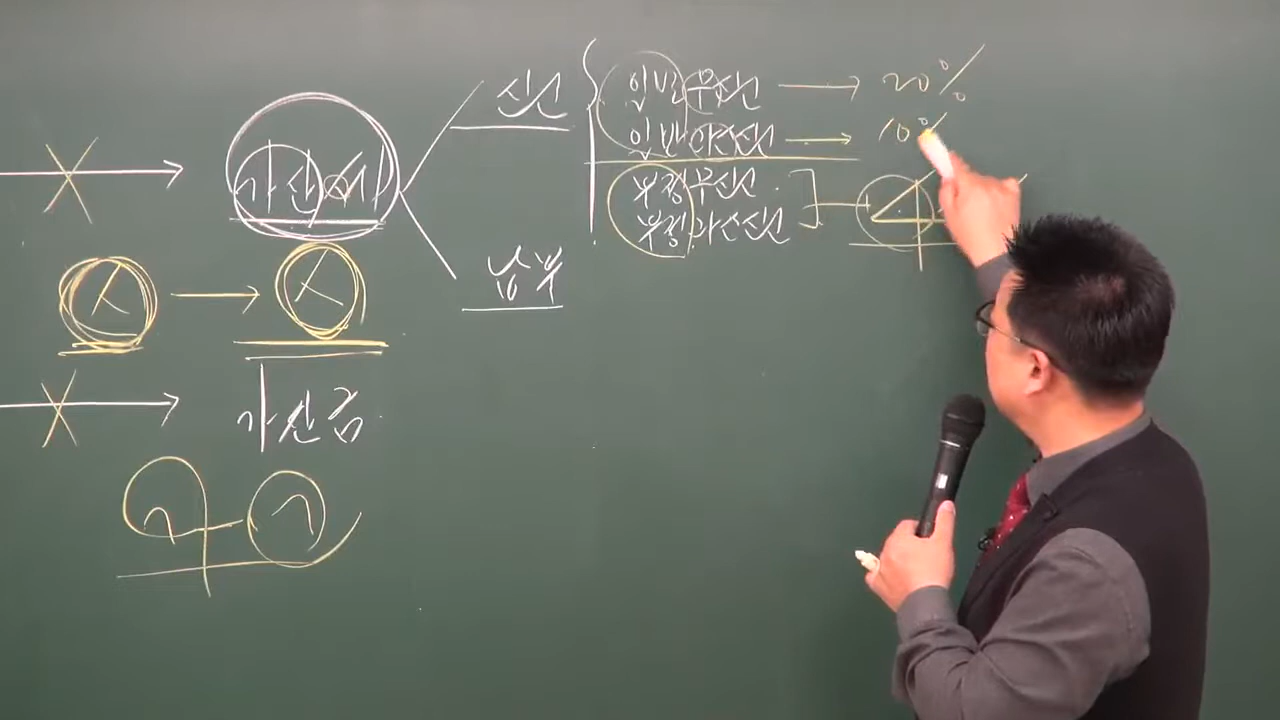 신고
일반무신고 → 20%
일반과소신고 → 10%
부정무신고
부정과소신고
가산세
납부
ㅅ → ㅅ
가산금